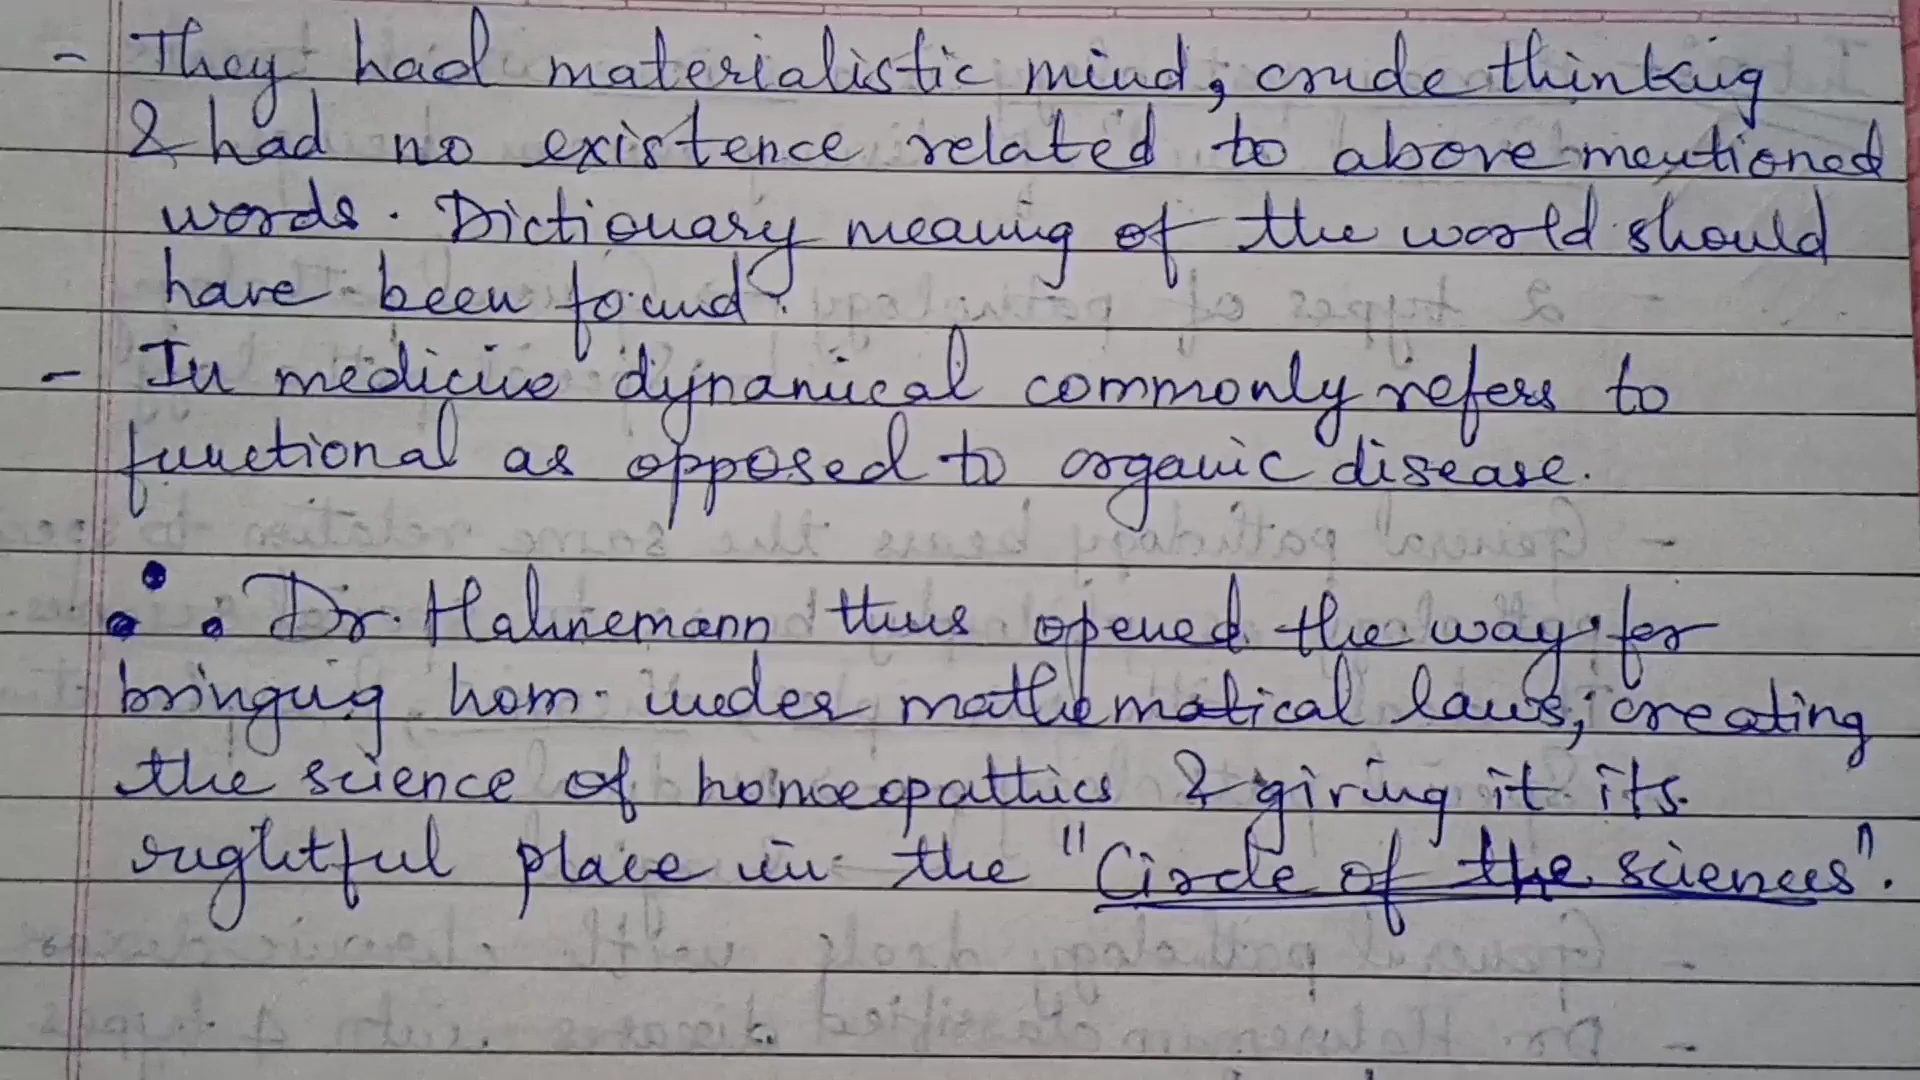 - They had materialistic mind, crude thinking
& had no existence related to above mentioned
words. Dictionary meaning of the world should
have been found.
- In medicine dynamical commonly refers to
functional as opposed to organic disease.
∴ Dr. Hahnemann thus opened the way for
bringing hom. under mathematical laws, creating
the science of homoeopathics & giving it its
rightful place in the "Circle of the sciences".